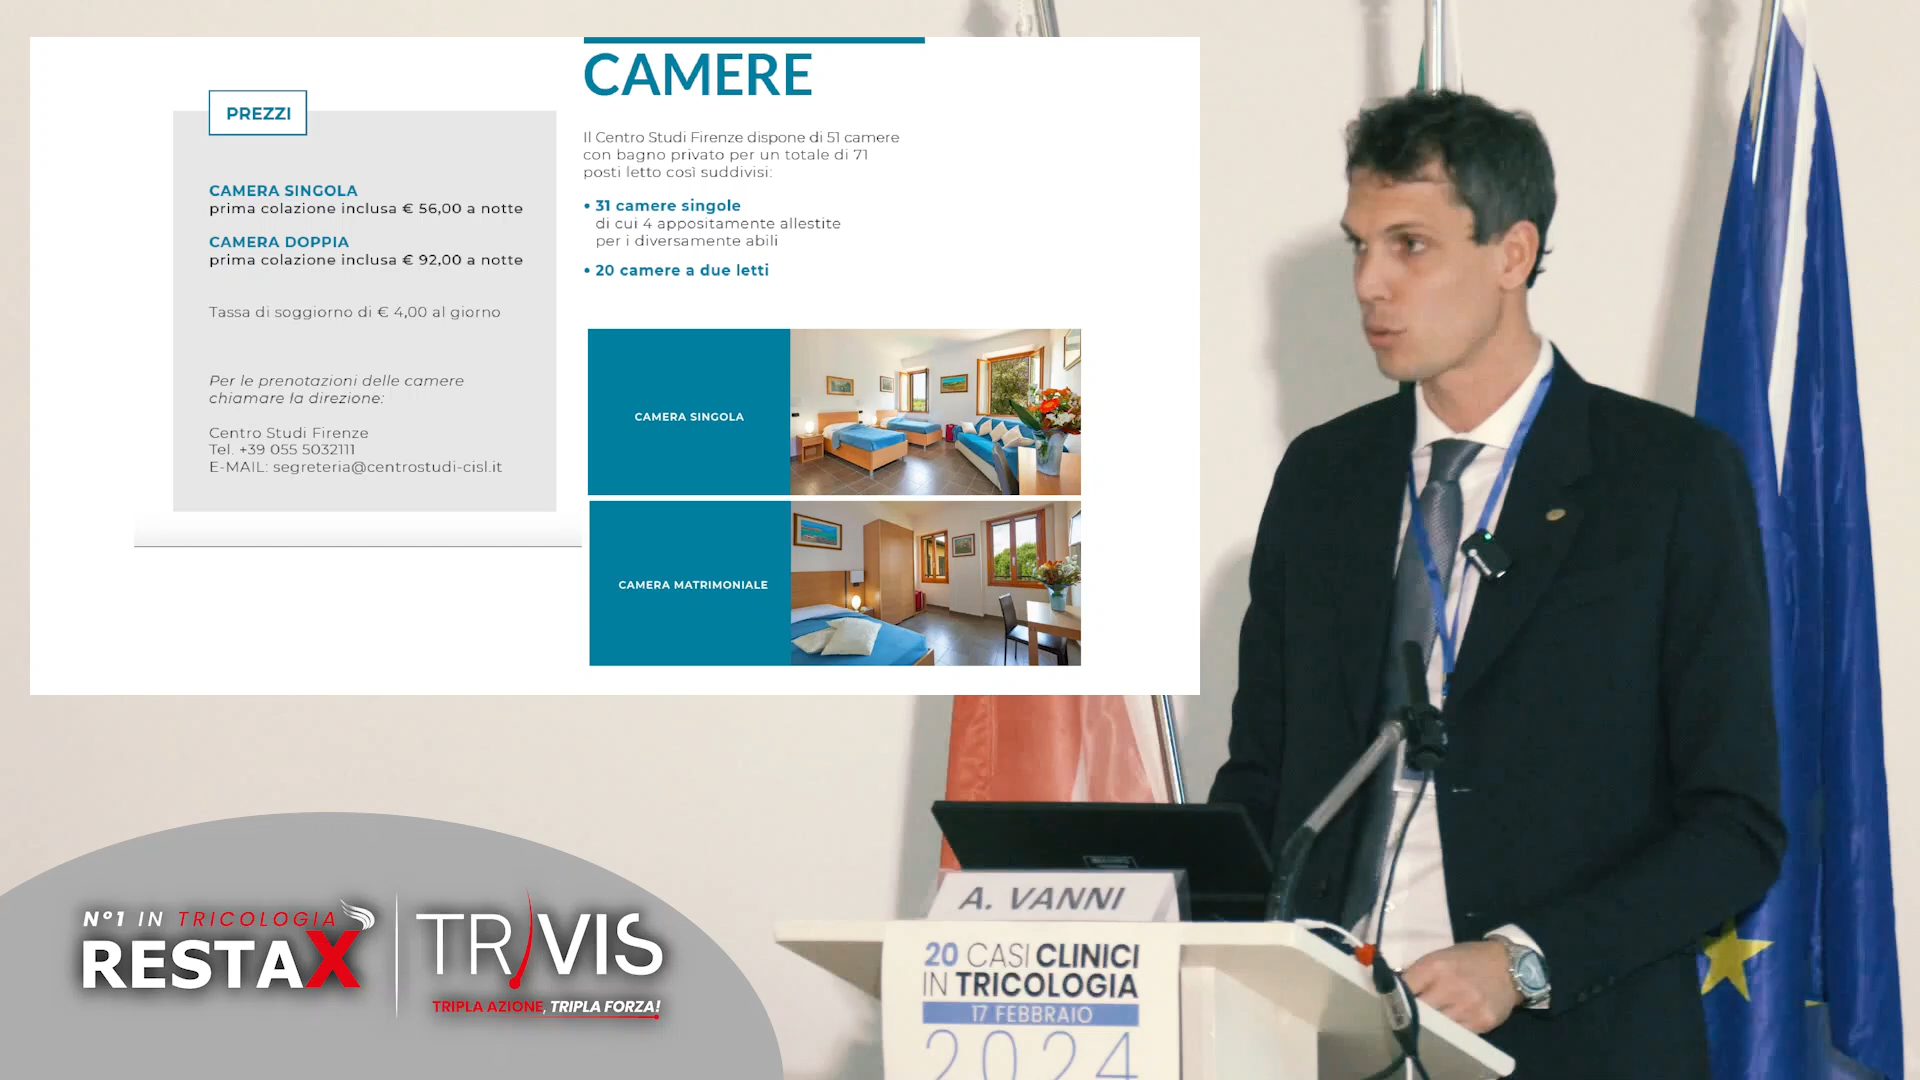 PREZZI
CAMERA SINGOLA
prima colazione inclusa € 56,00 a notte
CAMERA DOPPIA
prima colazione inclusa € 92,00 a notte
Tassa di soggiorno di € 4,00 al giorno
Per le prenotazioni delle camere
chiamare la direzione:
Centro Studi Firenze
Tel. +39 055 5032111
E-MAIL: segreteria@centrostudi-cisl.it
CAMERE
Il Centro Studi Firenze dispone di 51 camere
con bagno privato per un totale di 71
posti letto così suddivisi:
• 31 camere singole
di cui 4 appositamente allestite
per i diversamente abili
• 20 camere a due letti
CAMERA SINGOLA
CAMERA MATRIMONIALE
N°1 IN TRICOLOGIA
RESTAX
TRIVIS
TRIPLA AZIONE, TRIPLA FORZA!
A. VANNI
20 CASI CLINICI
IN TRICOLOGIA
17 FEBBRAIO
2024